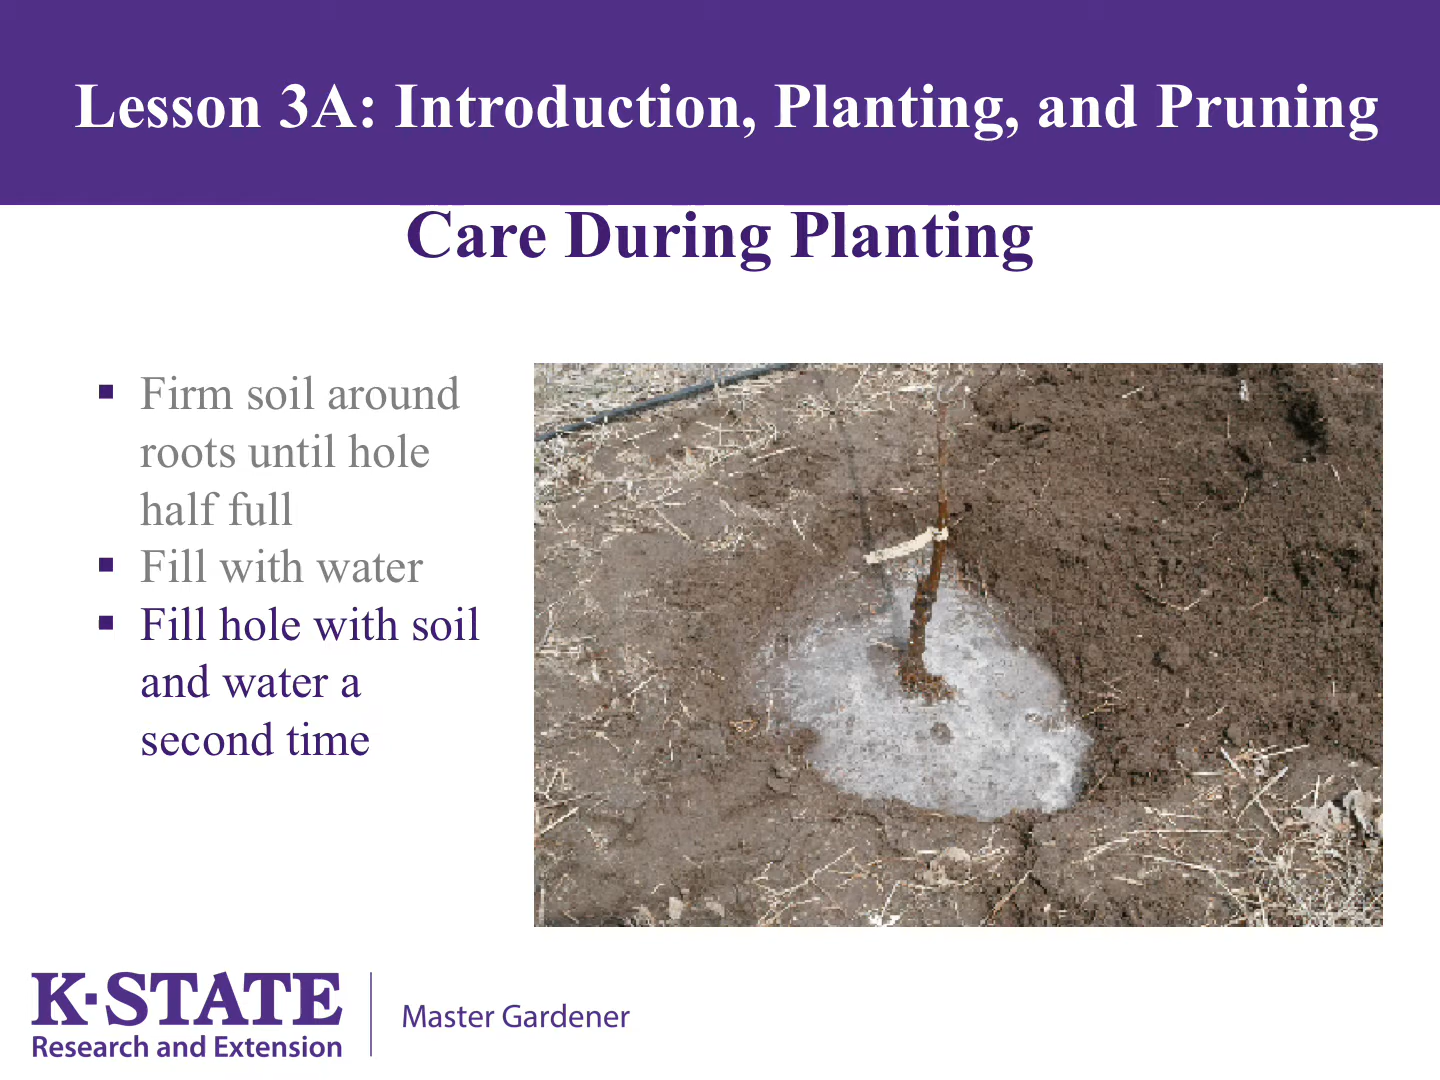 Lesson 3A: Introduction, Planting, and Pruning
Care During Planting
▪ Firm soil around
roots until hole
half full
▪ Fill with water
▪ Fill hole with soil
and water a
second time
K·STATE
Research and Extension
Master Gardener